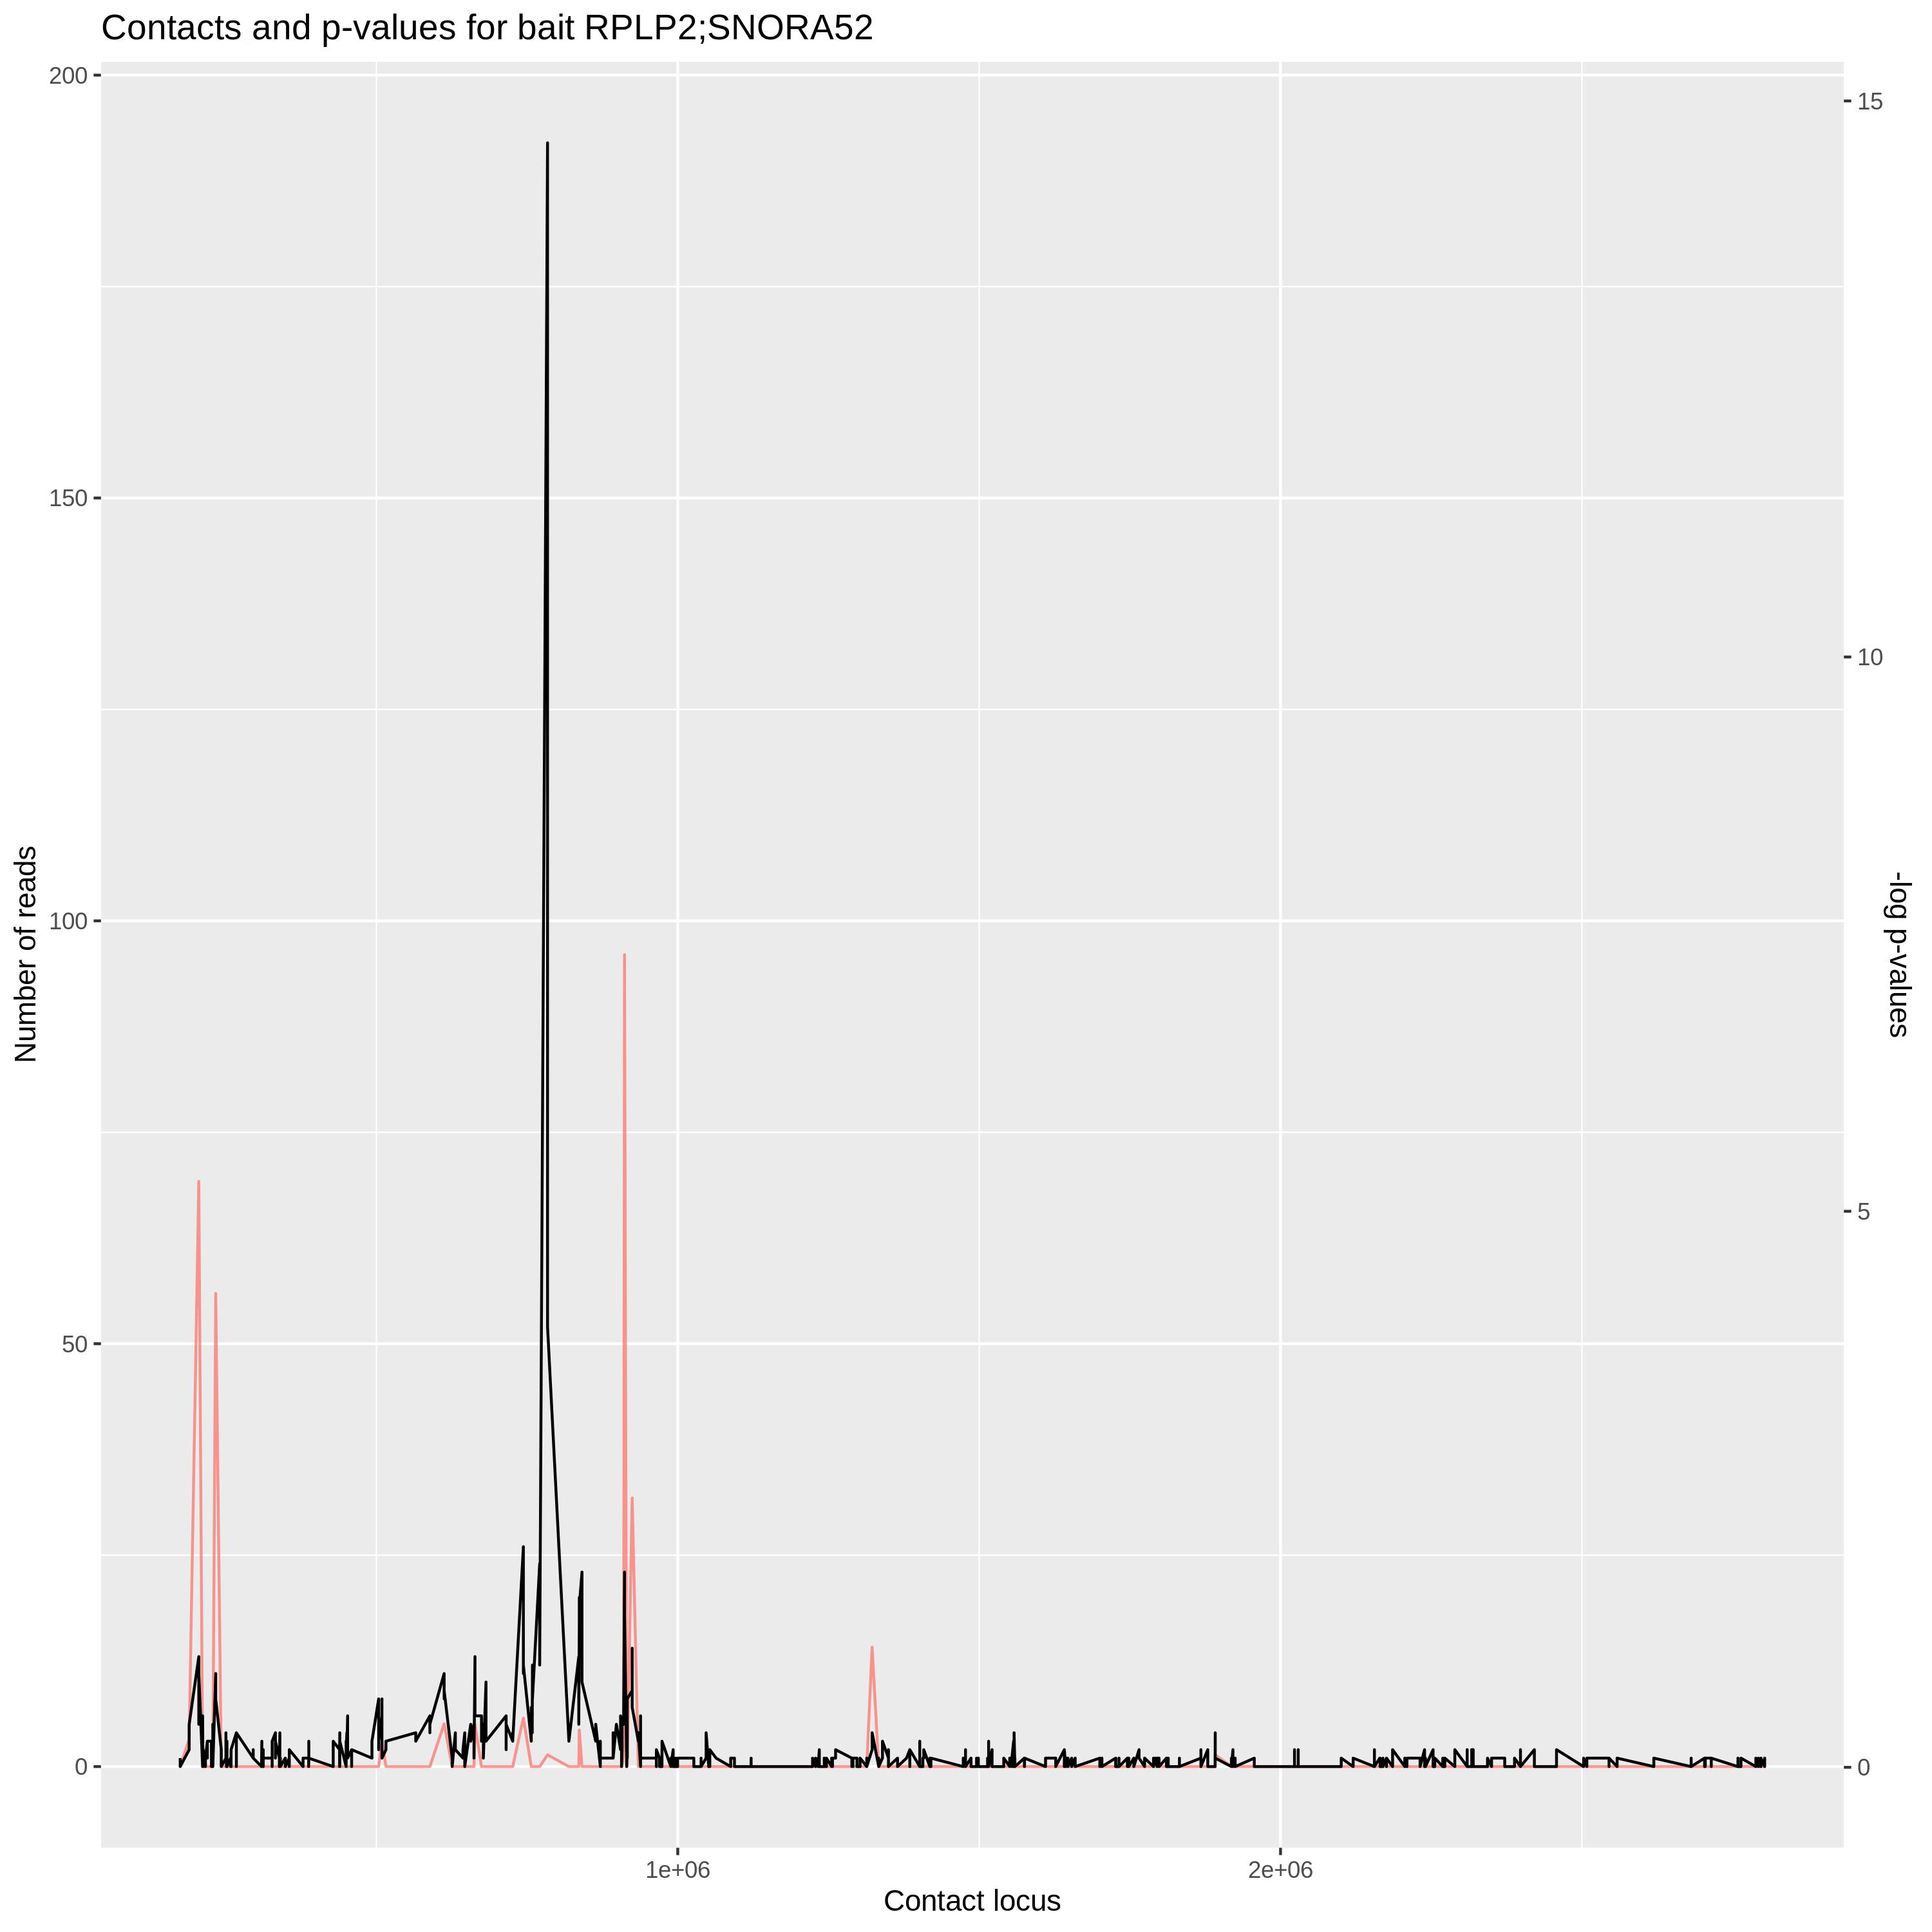 Contacts and p-values for bait RPLP2;SNORA52
200
150
100
50
0
Number of reads
15
10
5
0
-log p-values
1e+06
2e+06
Contact locus